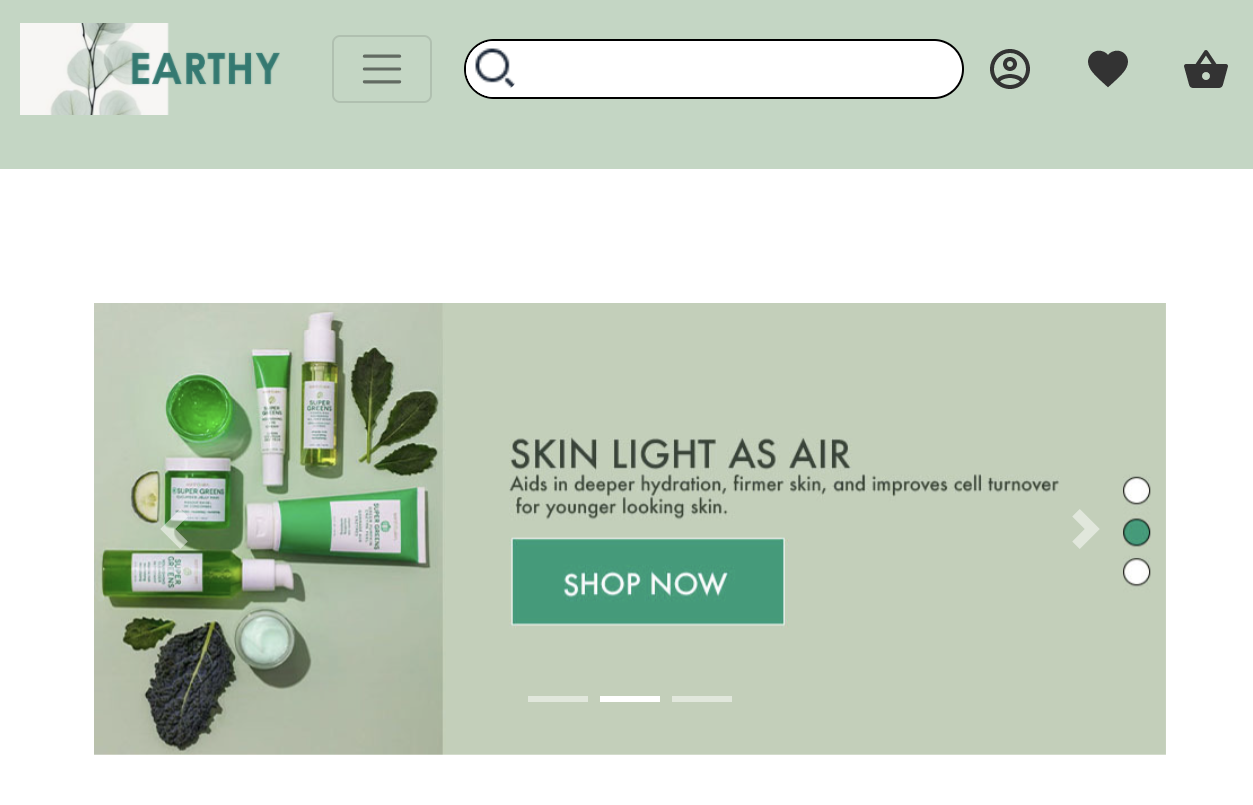 EARTHY
SKIN LIGHT AS AIR
Aids in deeper hydration, firmer skin, and improves cell turnover
for younger looking skin.
SHOP NOW
SUPER
GREENS
SUPER
GREENS
SUPER GREENS
SUPER GREENS
SUPER
GREENS